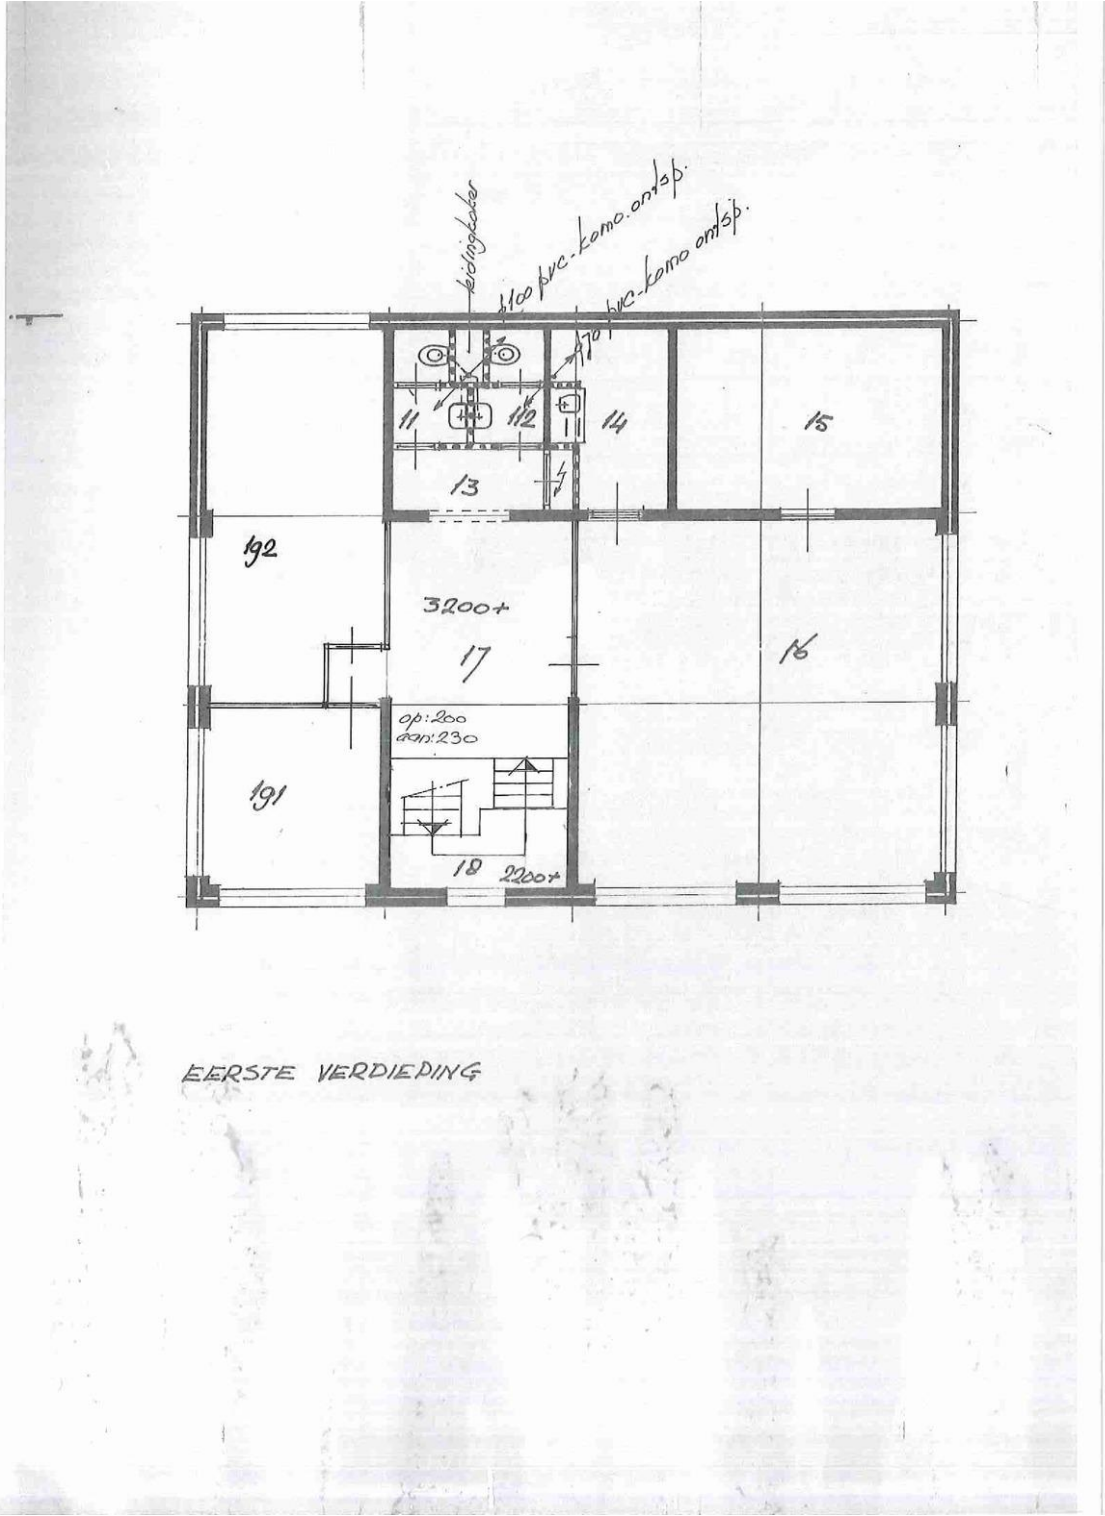 leidingkoker
ø100 pvc-komo.ontsp.
ø70 pvc-komo ontsp.
11
112
14
15
13
192
3200+
17
16
op:200
aan:230
191
18
2200+
EERSTE VERDIEPING